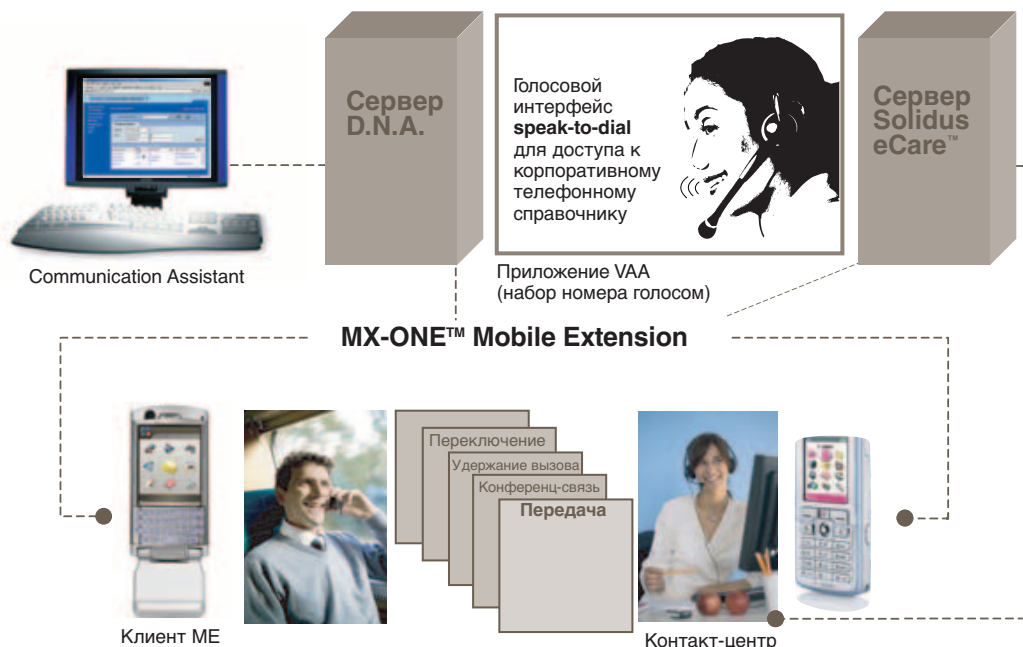 Сервер
D.N.A.
Голосовой
интерфейс
speak-to-dial
для доступа к
корпоративному
телефонному
справочнику
Сервер
Solidus
eCare™
Communication Assistant
Приложение VAA
(набор номера голосом)
MX-ONE™ Mobile Extension
Переключение
Удержание вызова
Конференц-связь
Передача
Клиент ME
Контакт-центр